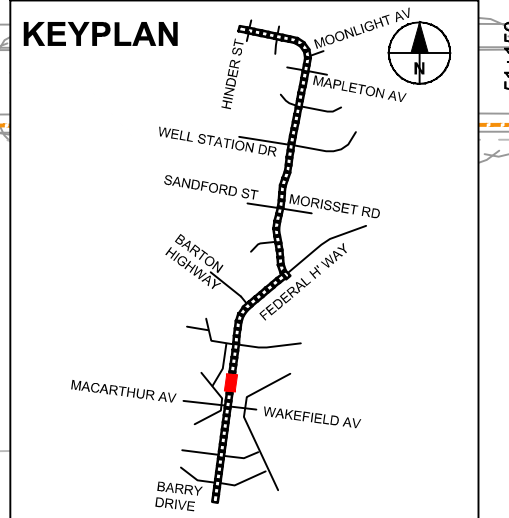 KEYPLAN
HINDER ST
MOONLIGHT AV
N
MAPLETON AV
WELL STATION DR
SANDFORD ST
MORISSET RD
BARTON
HIGHWAY
FEDERAL H' WAY
MACARTHUR AV
WAKEFIELD AV
BARRY
DRIVE